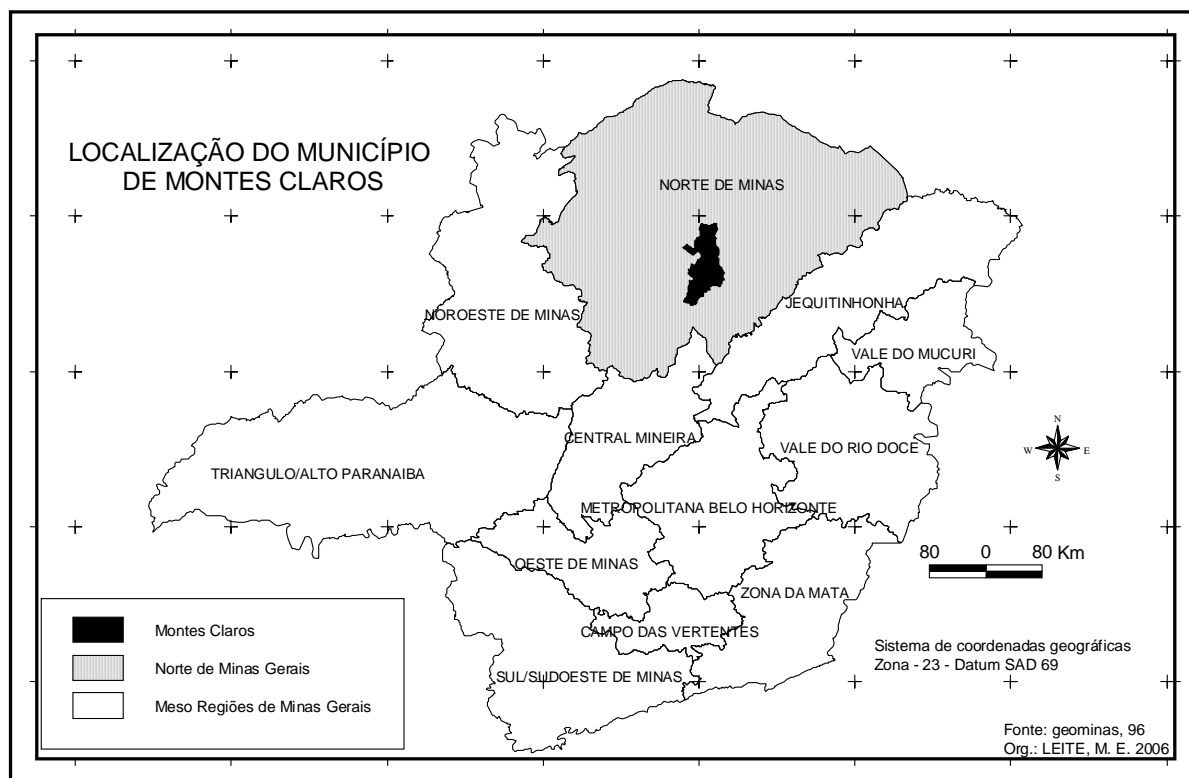 LOCALIZAÇÃO DO MUNICÍPIO
DE MONTES CLAROS
NORTE DE MINAS
JEQUITINHONHA
NOROESTE DE MINAS
VALE DO MUCURI
CENTRAL MINEIRA
VALE DO RIO DOCE
TRIANGULO/ALTO PARANAIBA
METROPOLITANA BELO HORIZONTE
OESTE DE MINAS
ZONA DA MATA
CAMPO DAS VERTENTES
SUL/SUDOESTE DE MINAS
N
W E
S
80 0 80 Km
Montes Claros
Norte de Minas Gerais
Meso Regiões de Minas Gerais
Sistema de coordenadas geográficas
Zona - 23 - Datum SAD 69
Fonte: geominas, 96
Org.: LEITE, M. E. 2006